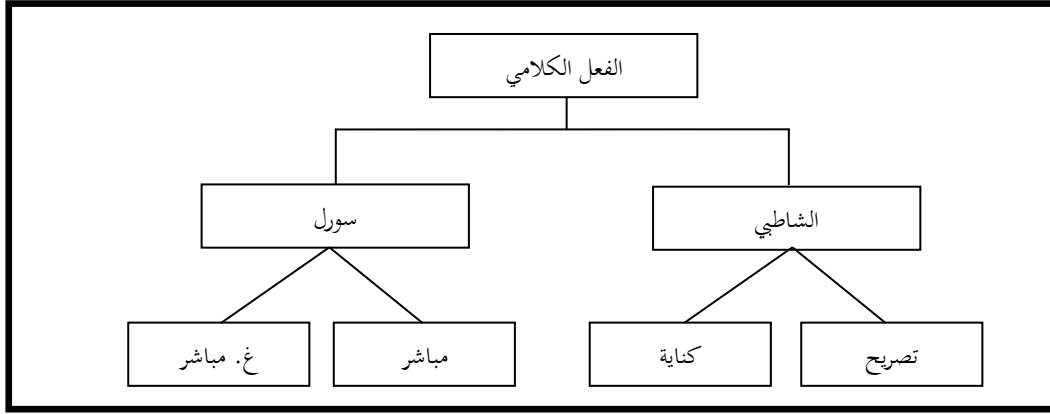 الفعل الكلامي
الشاطبي
سورل
تصريح
كناية
مباشر
غ. مباشر